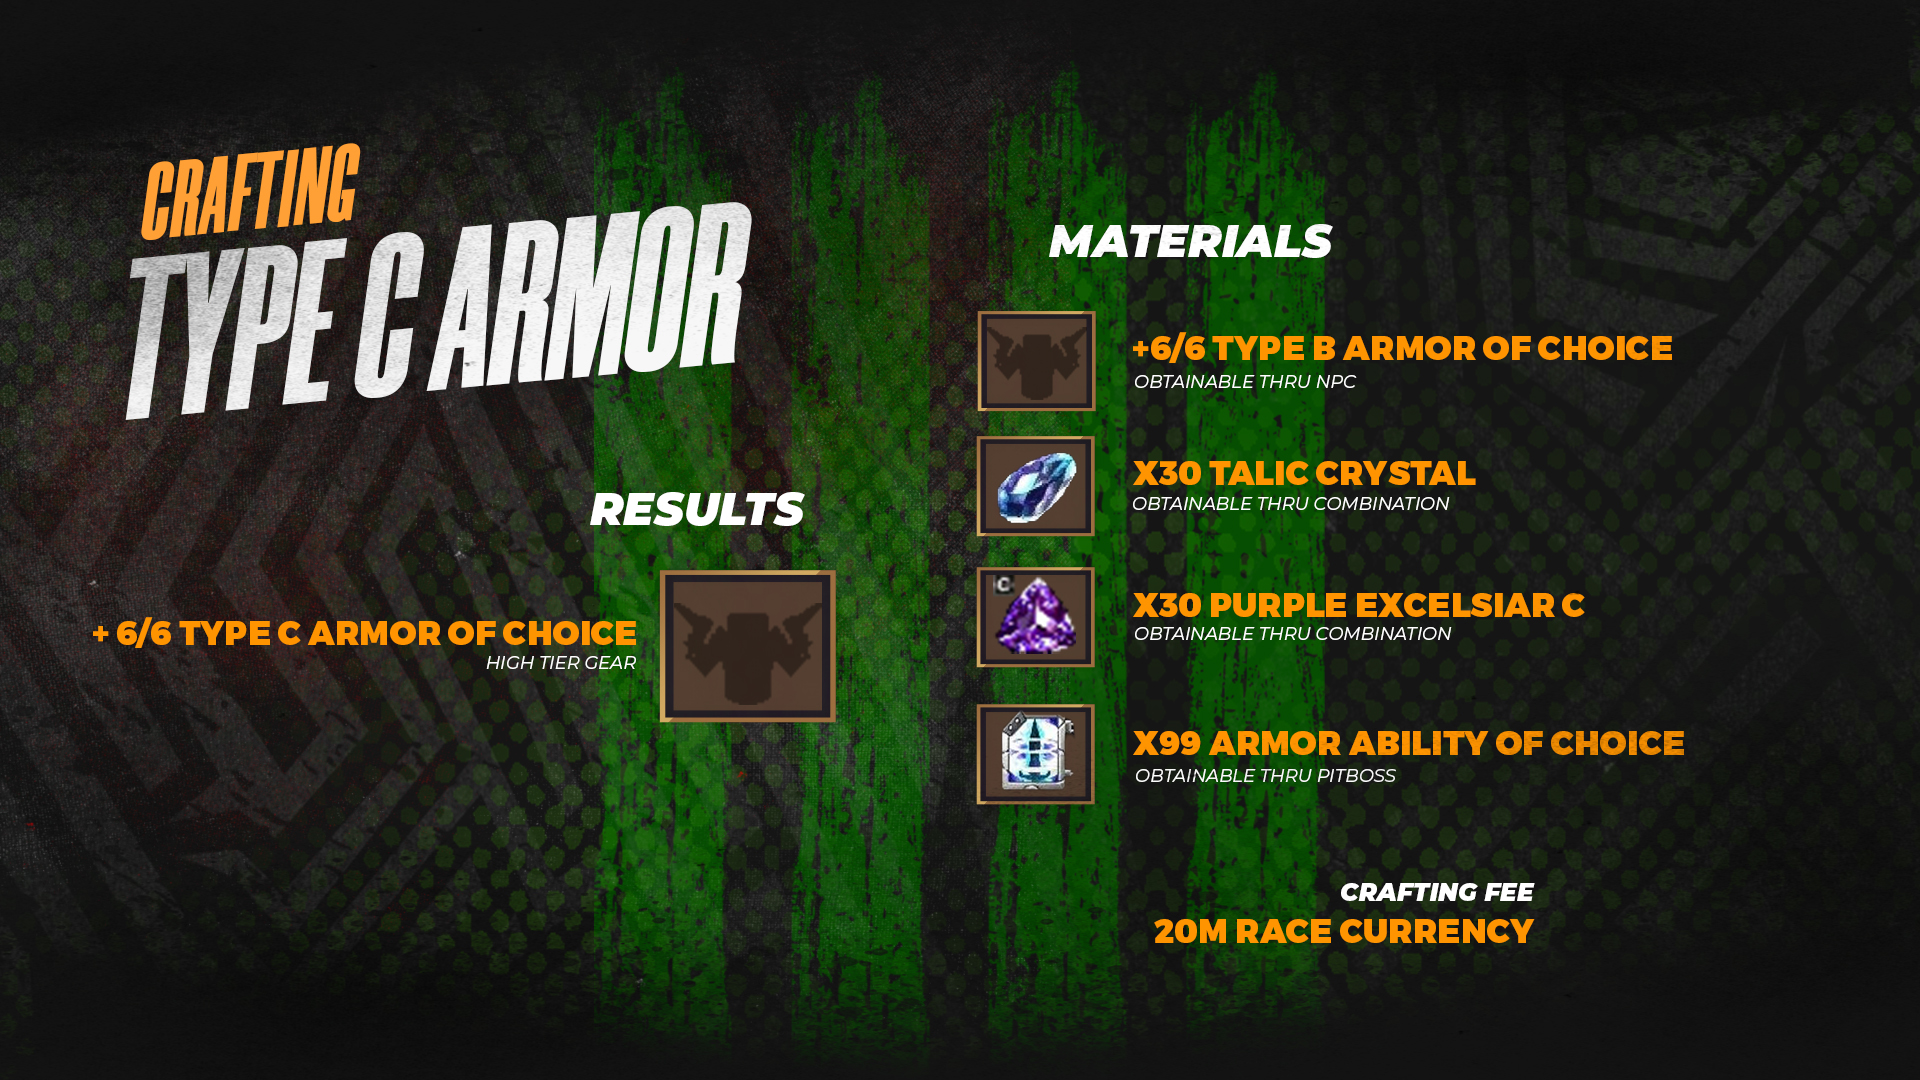 CRAFTING
TYPE C ARMOR
RESULTS
+ 6/6 TYPE C ARMOR OF CHOICE
HIGH TIER GEAR
MATERIALS
+6/6 TYPE B ARMOR OF CHOICE
OBTAINABLE THRU NPC
X30 TALIC CRYSTAL
OBTAINABLE THRU COMBINATION
C
X30 PURPLE EXCELSIAR C
OBTAINABLE THRU COMBINATION
X99 ARMOR ABILITY OF CHOICE
OBTAINABLE THRU PITBOSS
CRAFTING FEE
20M RACE CURRENCY